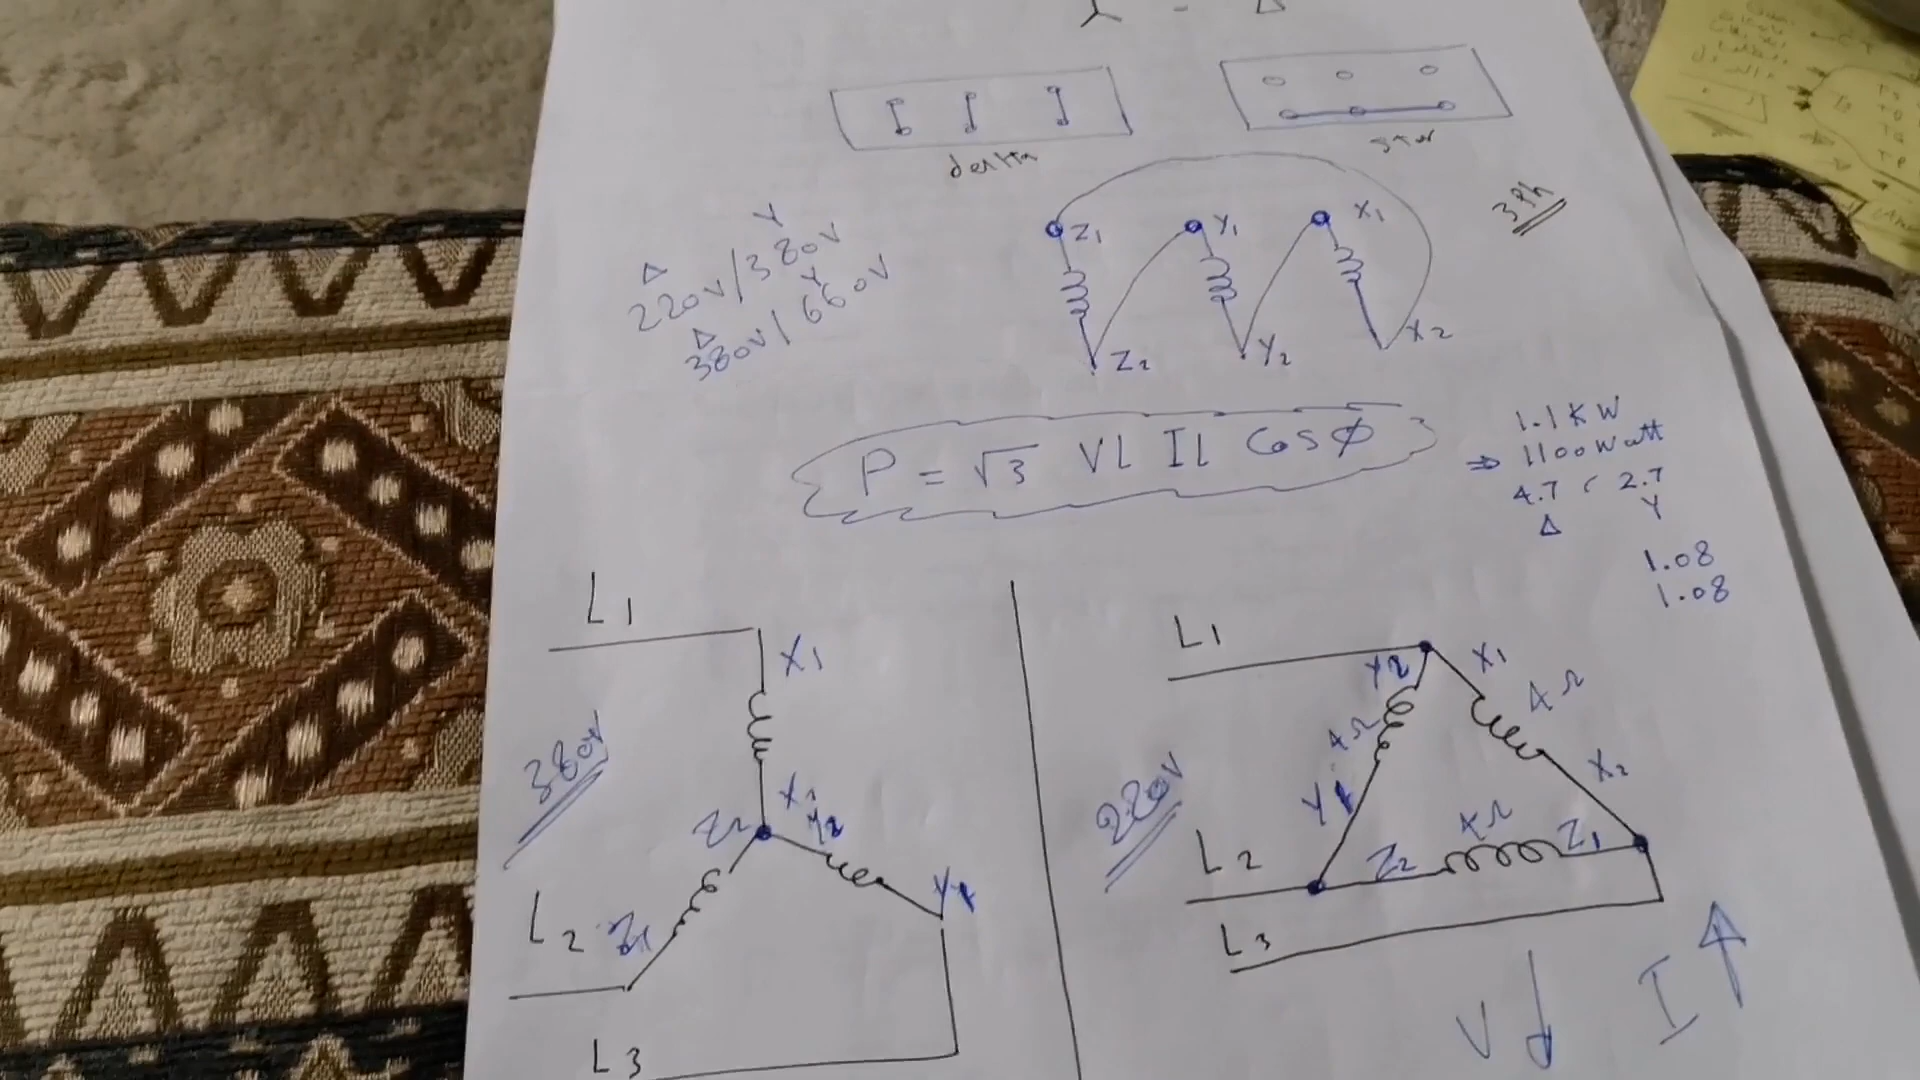 Y - Δ
delta
star
3Ph
Δ Y
220V/380V
Δ Y
380V/660V
Z1 Y1 X1
Z2 Y2 X2
P = √3 VL IL Cosϕ
1.1 KW
⇒ 1100 watt
4.7 , 2.7
Δ Y
1.08
1.08
L1
X1
380V
X2
Z2 Y2
L2 Z1
Y1
L3
L1
Y2 X1
4Ω 4Ω
220V
Y1 X2
4Ω
L2 Z2 Z1
L3
V↓ I↑
T0